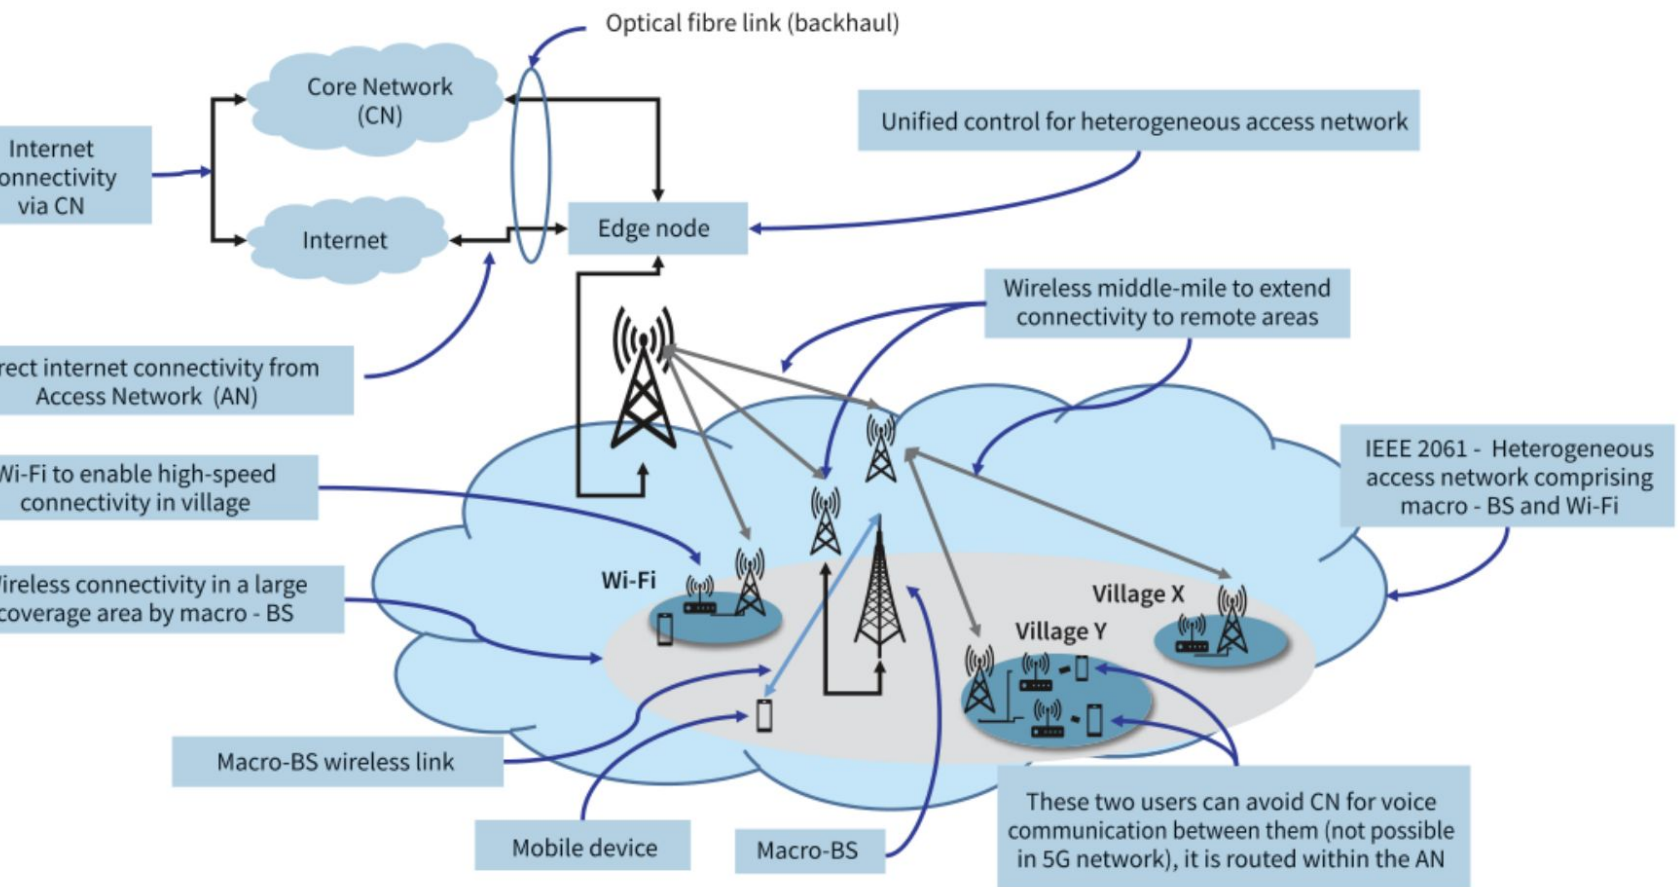 Optical fibre link (backhaul)
Core Network
(CN)
Unified control for heterogeneous access network
Internet
onnectivity
via CN
Internet
Edge node
Wireless middle-mile to extend
connectivity to remote areas
rect internet connectivity from
Access Network (AN)
IEEE 2061 - Heterogeneous
access network comprising
macro - BS and Wi-Fi
Wi-Fi to enable high-speed
connectivity in village
Wi-Fi
Village X
Village Y
ireless connectivity in a large
coverage area by macro - BS
Macro-BS wireless link
Mobile device
Macro-BS
These two users can avoid CN for voice
communication between them (not possible
in 5G network), it is routed within the AN